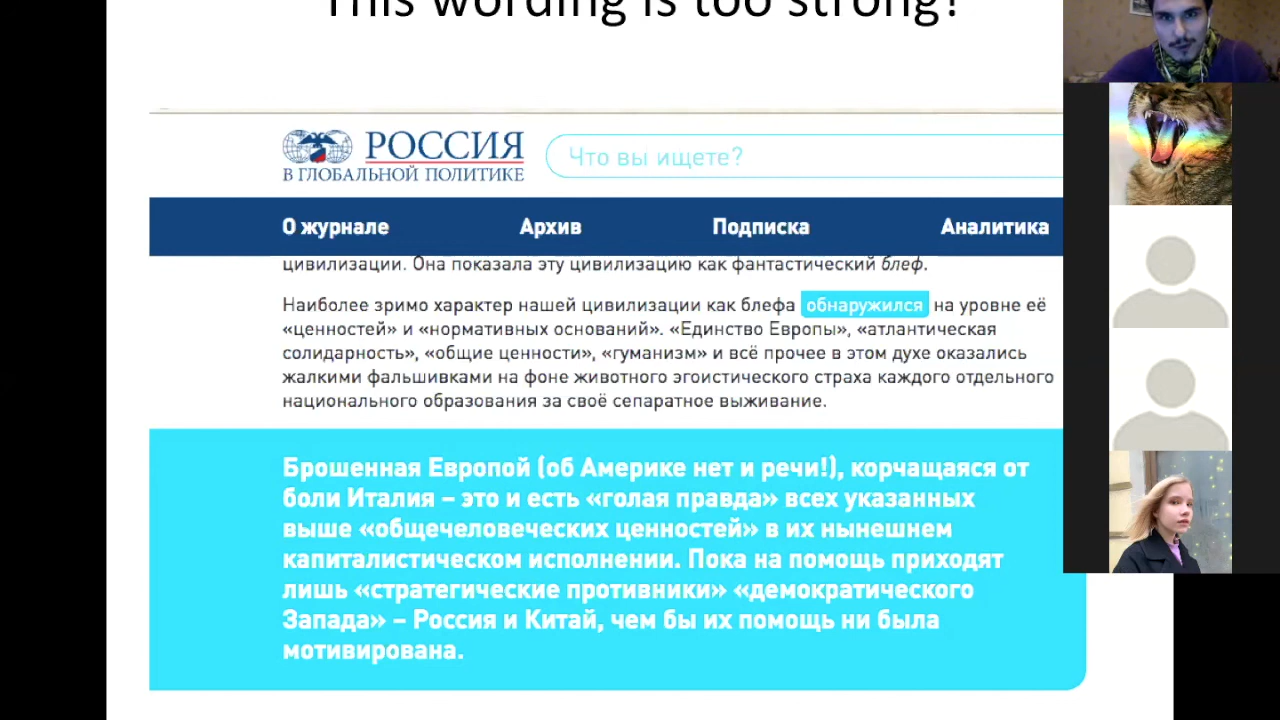 This wording is too strong!
РОССИЯ
В ГЛОБАЛЬНОЙ ПОЛИТИКЕ
Что вы ищете?
О журнале Архив Подписка Аналитика
цивилизации. Она показала эту цивилизацию как фантастический блеф.
Наиболее зримо характер нашей цивилизации как блефа обнаружился на уровне её
«ценностей» и «нормативных оснований». «Единство Европы», «атлантическая
солидарность», «общие ценности», «гуманизм» и всё прочее в этом духе оказались
жалкими фальшивками на фоне животного эгоистического страха каждого отдельного
национального образования за своё сепаратное выживание.
Брошенная Европой (об Америке нет и речи!), корчащаяся от
боли Италия – это и есть «голая правда» всех указанных
выше «общечеловеческих ценностей» в их нынешнем
капиталистическом исполнении. Пока на помощь приходят
лишь «стратегические противники» «демократического
Запада» – Россия и Китай, чем бы их помощь ни была
мотивирована.